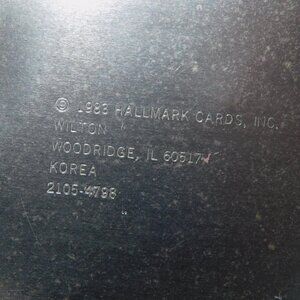 © 1983 HALLMARK CARDS, INC.
WILTON
WOODRIDGE, IL 60517
KOREA
2105-4798